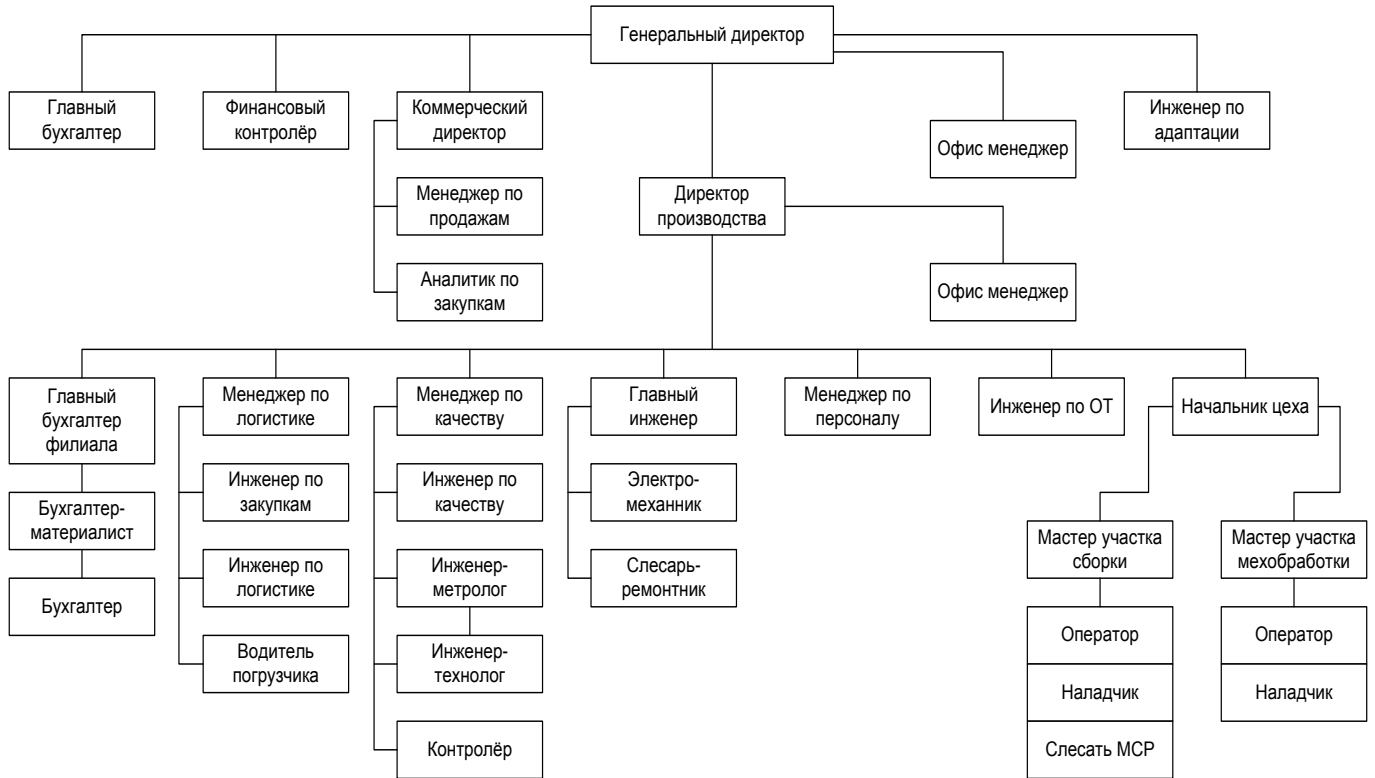 Генеральный директор
Главный
бухгалтер
Финансовый
контролёр
Коммерческий
директор
Инженер по
адаптации
Офис менеджер
Менеджер по
продажам
Директор
производства
Аналитик по
закупкам
Офис менеджер
Главный
бухгалтер
филиала
Менеджер по
логистике
Менеджер по
качеству
Главный
инженер
Менеджер по
персоналу
Инженер по ОТ
Начальник цеха
Бухгалтер-
материалист
Инженер по
закупкам
Инженер по
качеству
Электро-
механник
Мастер участка
сборки
Мастер участка
мехобработки
Бухгалтер
Инженер по
логистике
Инженер-
метролог
Слесарь-
ремонтник
Оператор
Оператор
Водитель
погрузчика
Инженер-
технолог
Наладчик
Наладчик
Контролёр
Слесать МСР